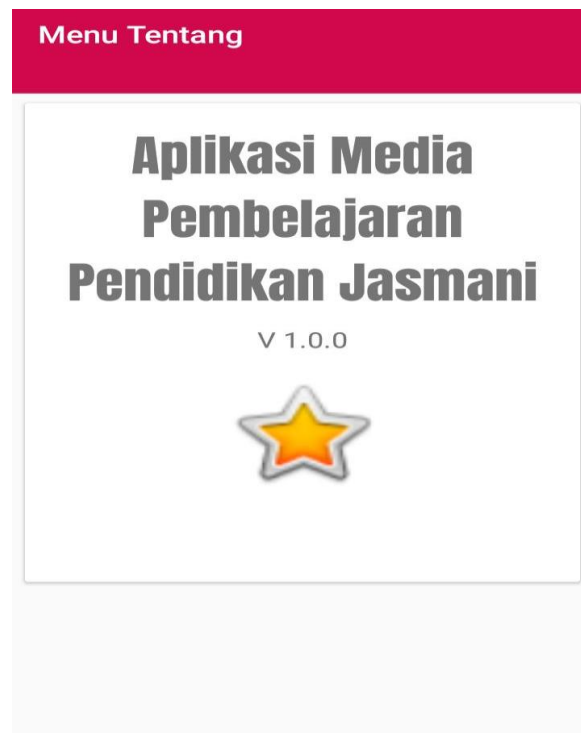 Menu Tentang
Aplikasi Media
Pembelajaran
Pendidikan Jasmani
V 1.0.0